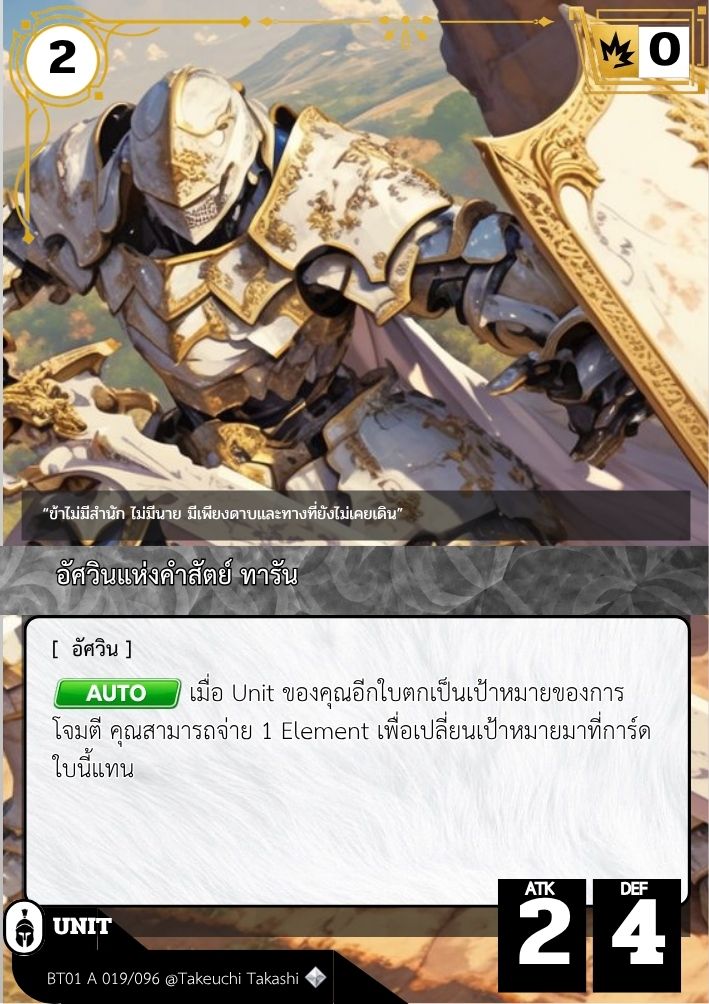 2
0
“ข้าไม่มีสำนัก ไม่มีนาย มีเพียงดาบและทางที่ยังไม่เคยเดิน”
อัศวินแห่งคำสัตย์ ทารัน
[ อัศวิน ]
AUTO เมื่อ Unit ของคุณอีกใบตกเป็นเป้าหมายของการ
โจมตี คุณสามารถจ่าย 1 Element เพื่อเปลี่ยนเป้าหมายมาที่การ์ด
ใบนี้แทน
ATK DEF
2 4
UNIT
BT01 A 019/096 @Takeuchi Takashi